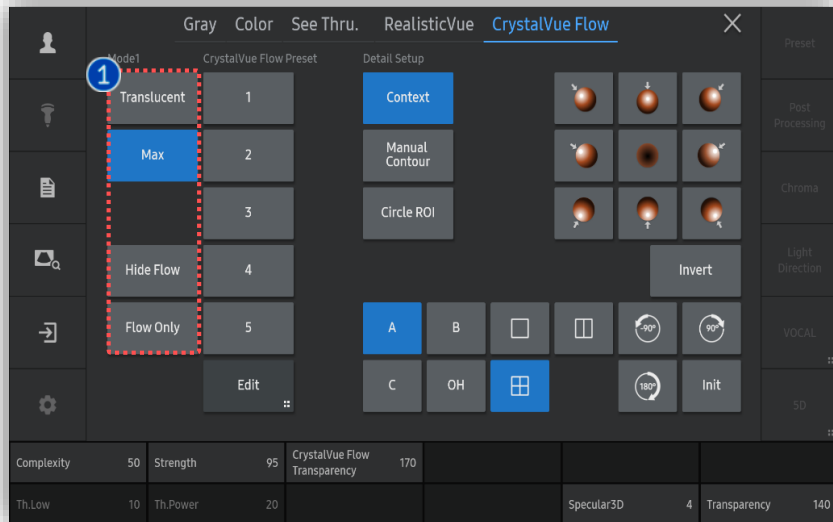 Gray Color See Thru. RealisticVue CrystalVue Flow
Mode1 CrystalVue Flow Preset Detail Setup
1
Translucent 1 Context
Max 2 Manual
Contour
3 Circle ROI
Hide Flow 4 Invert
Flow Only 5 A B -90° 90°
Edit C OH 180° Init
Preset
Post
Processing
Chroma
Light
Direction
VOCAL
5D
Complexity 50 Strength 95 CrystalVue Flow
Transparency 170
Th.Low 10 Th.Power 20 Specular3D 4 Transparency 140